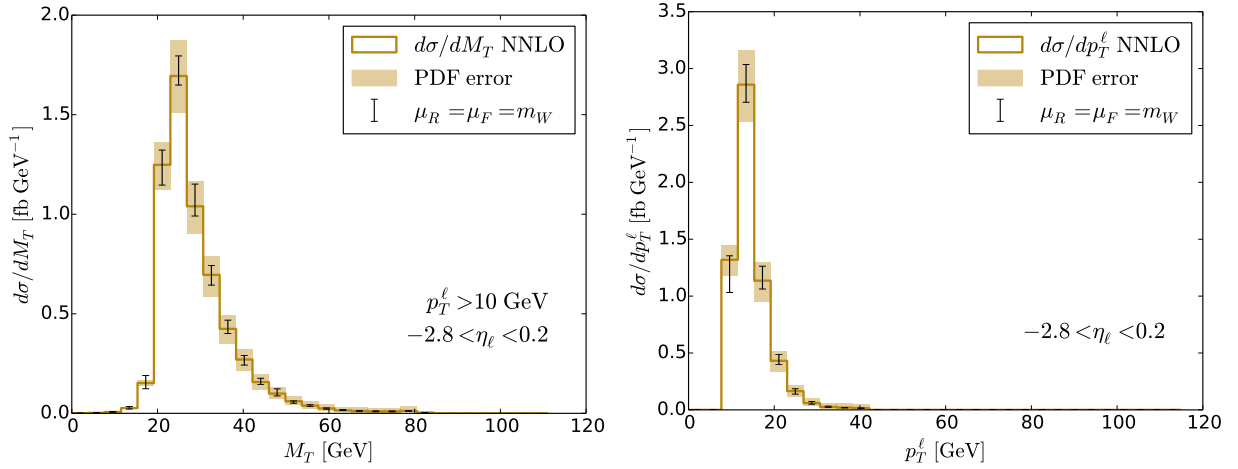 2.0
1.5
1.0
0.5
0.0
0 20 40 60 80 100 120
M_T [GeV]
dσ/dM_T [fb GeV⁻¹]
dσ/dM_T NNLO
PDF error
μ_R = μ_F = m_W
p_T^ℓ >10 GeV
−2.8 < η_ℓ < 0.2
3.5
3.0
2.5
2.0
1.5
1.0
0.5
0.0
0 20 40 60 80 100 120
p_T^ℓ [GeV]
dσ/dp_T^ℓ [fb GeV⁻¹]
dσ/dp_T^ℓ NNLO
PDF error
μ_R = μ_F = m_W
−2.8 < η_ℓ < 0.2